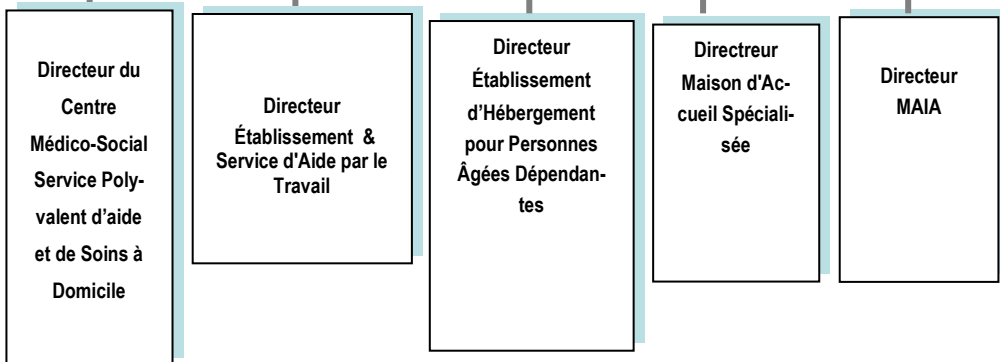 Directeur du
Centre
Médico-Social
Service Poly-
valent d’aide
et de Soins à
Domicile
Directeur
Établissement &
Service d'Aide par le
Travail
Directeur
Établissement
d’Hébergement
pour Personnes
Âgées Dépendan-
tes
Directreur
Maison d'Ac-
cueil Spéciali-
sée
Directeur
MAIA